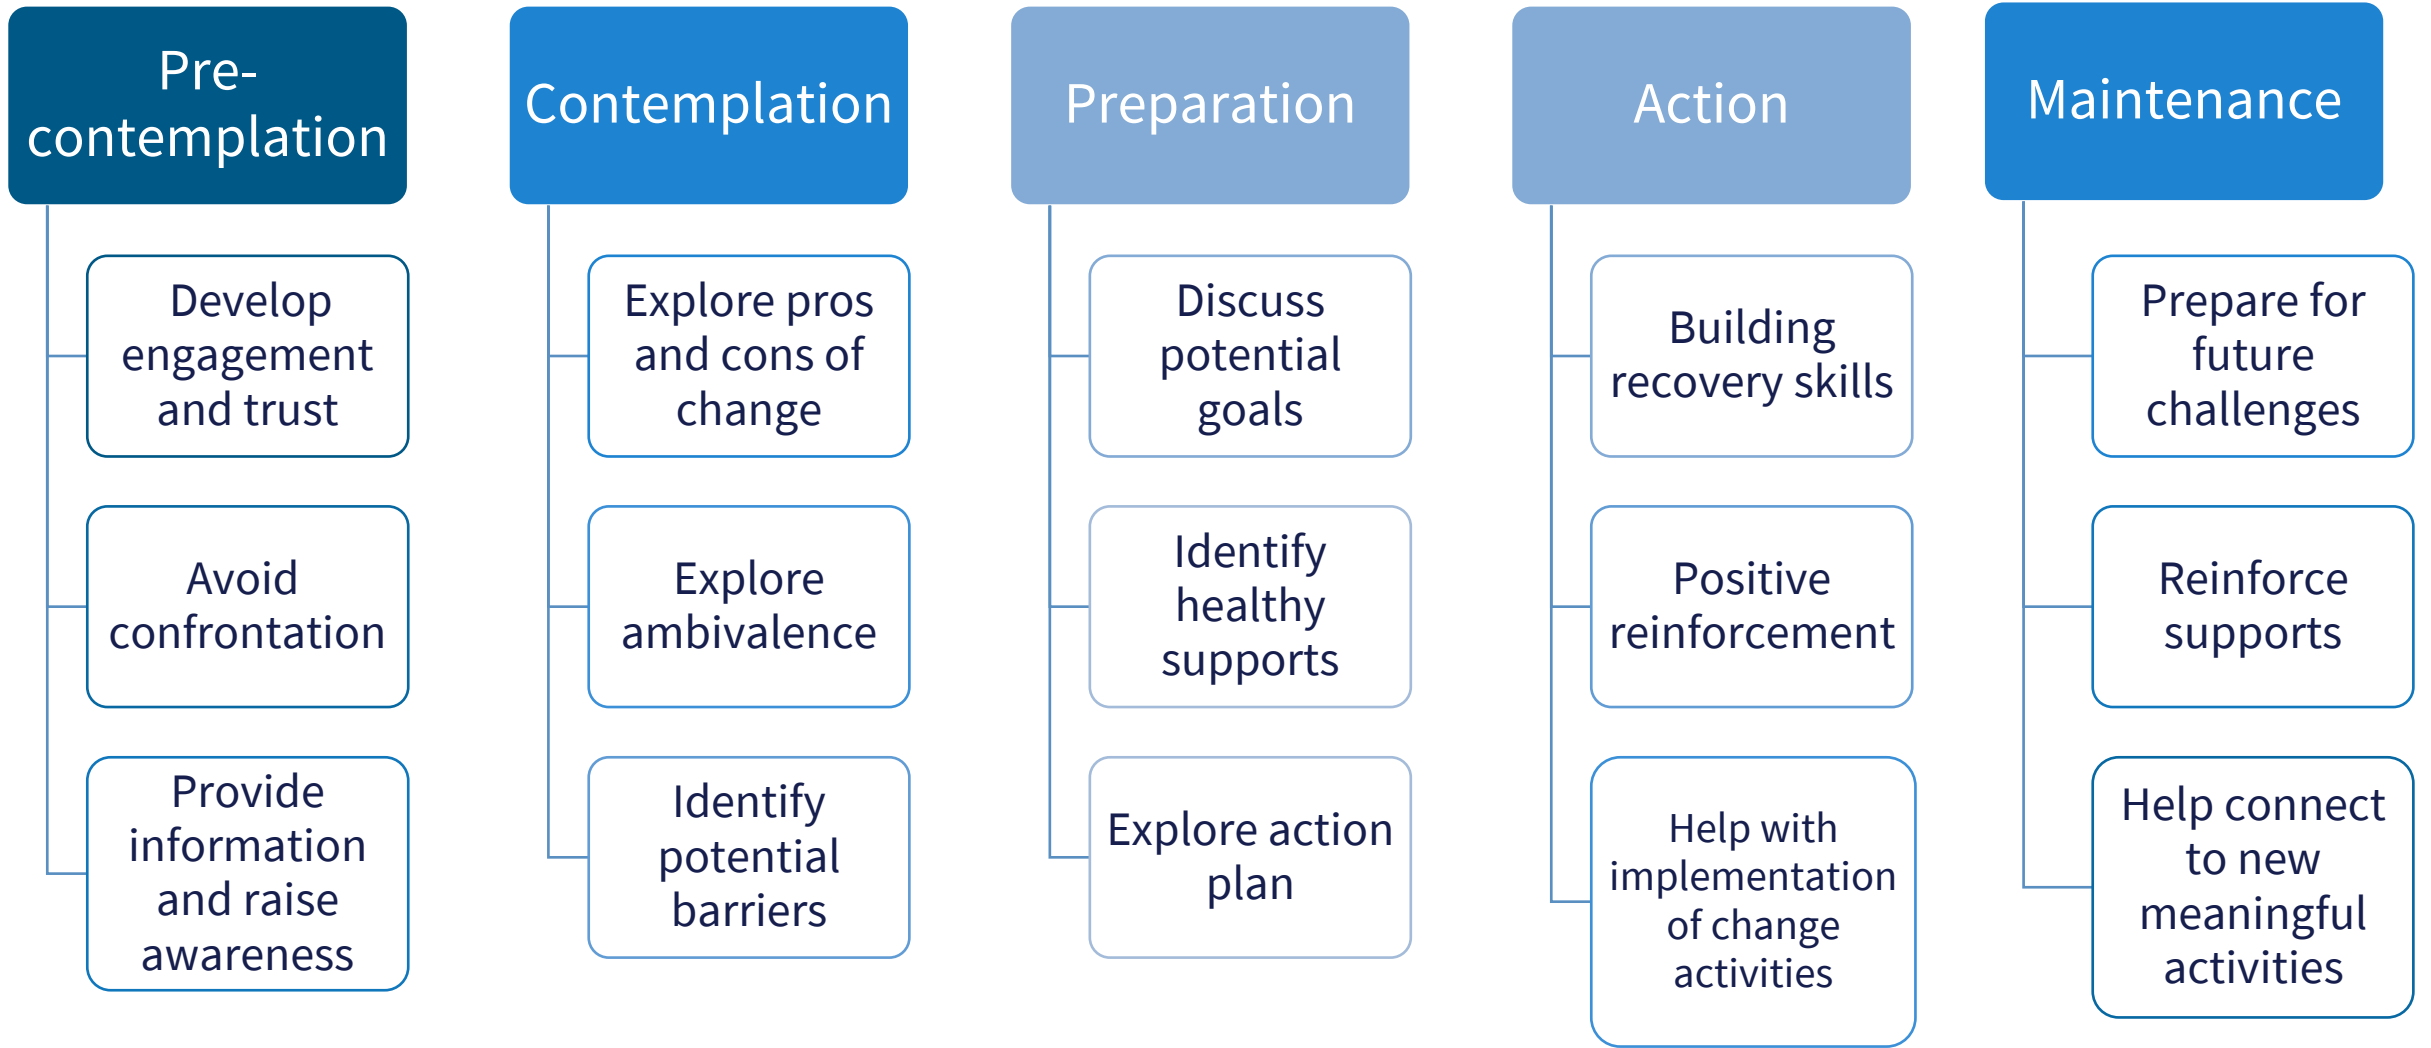 Pre-
contemplation
Develop
engagement
and trust
Avoid
confrontation
Provide
information
and raise
awareness
Contemplation
Explore pros
and cons of
change
Explore
ambivalence
Identify
potential
barriers
Preparation
Discuss
potential
goals
Identify
healthy
supports
Explore action
plan
Action
Building
recovery skills
Positive
reinforcement
Help with
implementation
of change
activities
Maintenance
Prepare for
future
challenges
Reinforce
supports
Help connect
to new
meaningful
activities